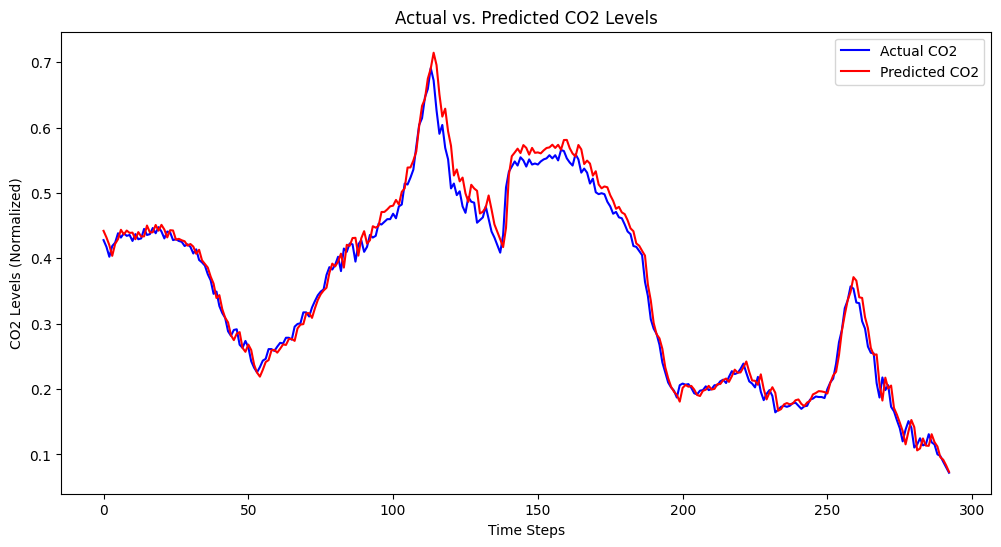 Actual vs. Predicted CO2 Levels
Actual CO2
Predicted CO2
CO2 Levels (Normalized)
0.7
0.6
0.5
0.4
0.3
0.2
0.1
0 50 100 150 200 250 300
Time Steps